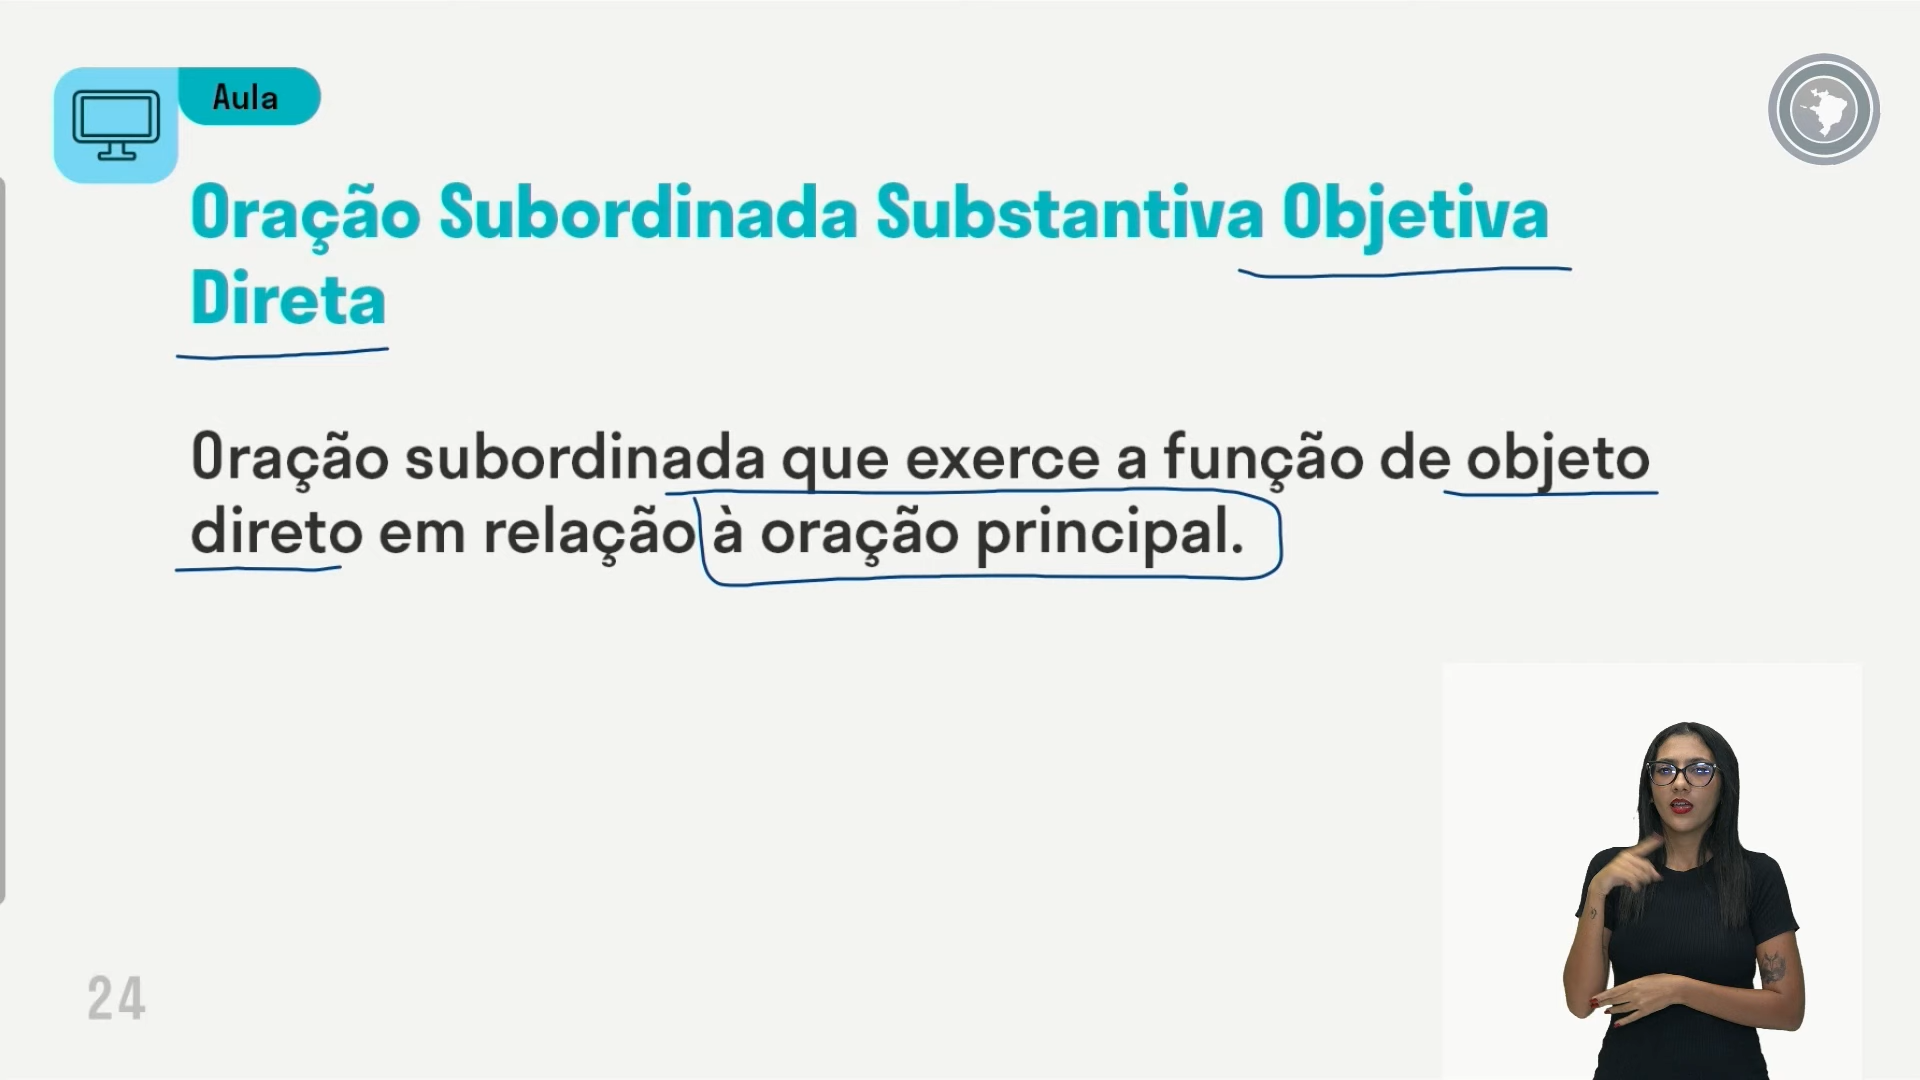 Aula
Oração Subordinada Substantiva Objetiva
Direta
Oração subordinada que exerce a função de objeto
direto em relação à oração principal.
24